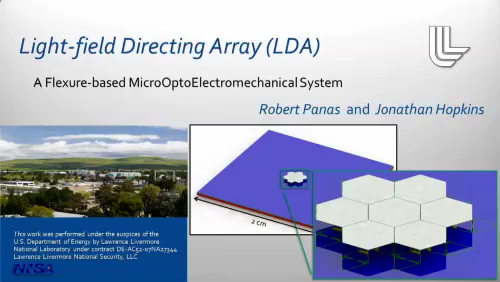 Light-field Directing Array (LDA)
A Flexure-based MicroOptoElectromechanical System
Robert Panas and Jonathan Hopkins
2 cm
This work was performed under the auspices of the
U.S. Department of Energy by Lawrence Livermore
National Laboratory under contract DE-AC52-07NA27344.
Lawrence Livermore National Security, LLC
NNSA